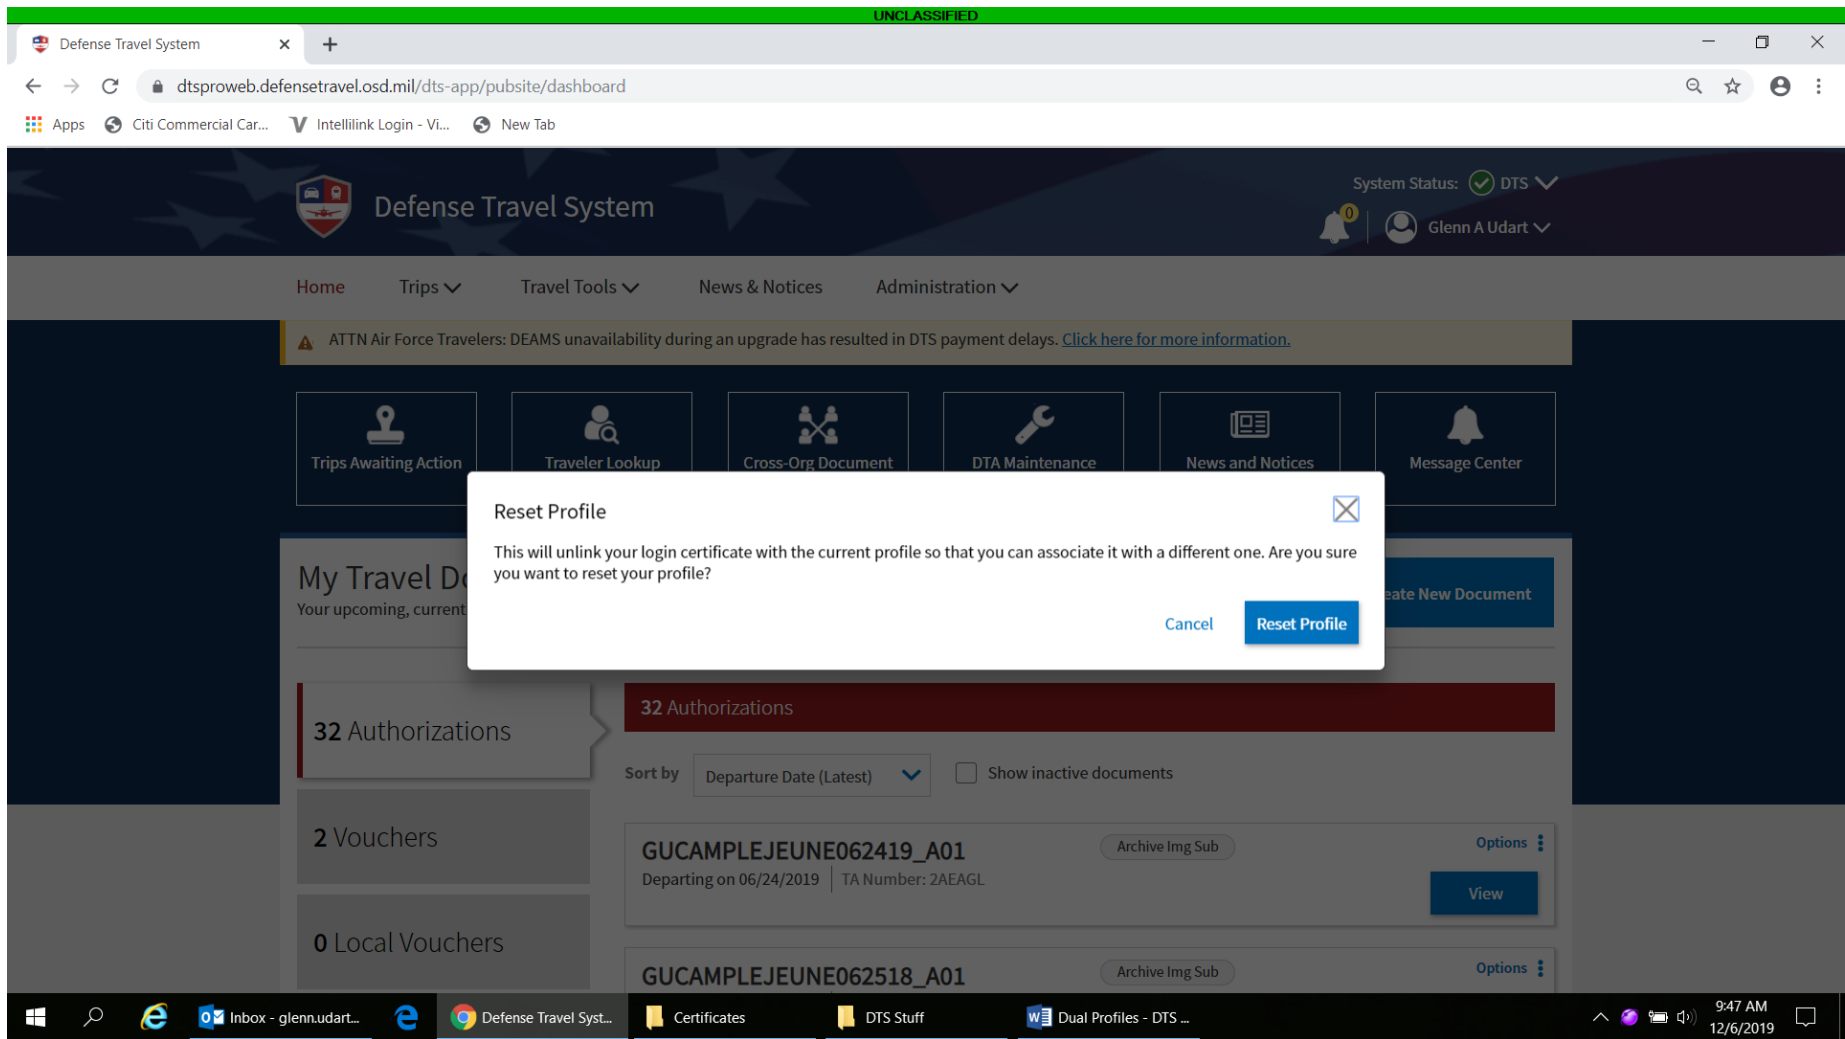 UNCLASSIFIED
Defense Travel System
dtsproweb.defensetravel.osd.mil/dts-app/pubsite/dashboard
Apps Citi Commercial Car... Intellilink Login - Vi... New Tab
Defense Travel System
System Status: DTS
0 Glenn A Udart
Home Trips Travel Tools News & Notices Administration
ATTN Air Force Travelers: DEAMS unavailability during an upgrade has resulted in DTS payment delays. Click here for more information.
Trips Awaiting Action Traveler Lookup Cross-Org Document DTA Maintenance News and Notices Message Center
Reset Profile
This will unlink your login certificate with the current profile so that you can associate it with a different one. Are you sure
you want to reset your profile?
Cancel Reset Profile
My Travel
Your upcoming, current
New Document
32 Authorizations
2 Vouchers
0 Local Vouchers
32 Authorizations
Sort by Departure Date (Latest) Show inactive documents
GUCAMPLEJEUNE062419_A01 Archive Img Sub Options
Departing on 06/24/2019 TA Number: 2AEAGL
View
GUCAMPLEJEUNE062518_A01 Archive Img Sub Options
Inbox - glenn.udart... Defense Travel Syst... Certificates DTS Stuff Dual Profiles - DTS ...
9:47 AM
12/6/2019